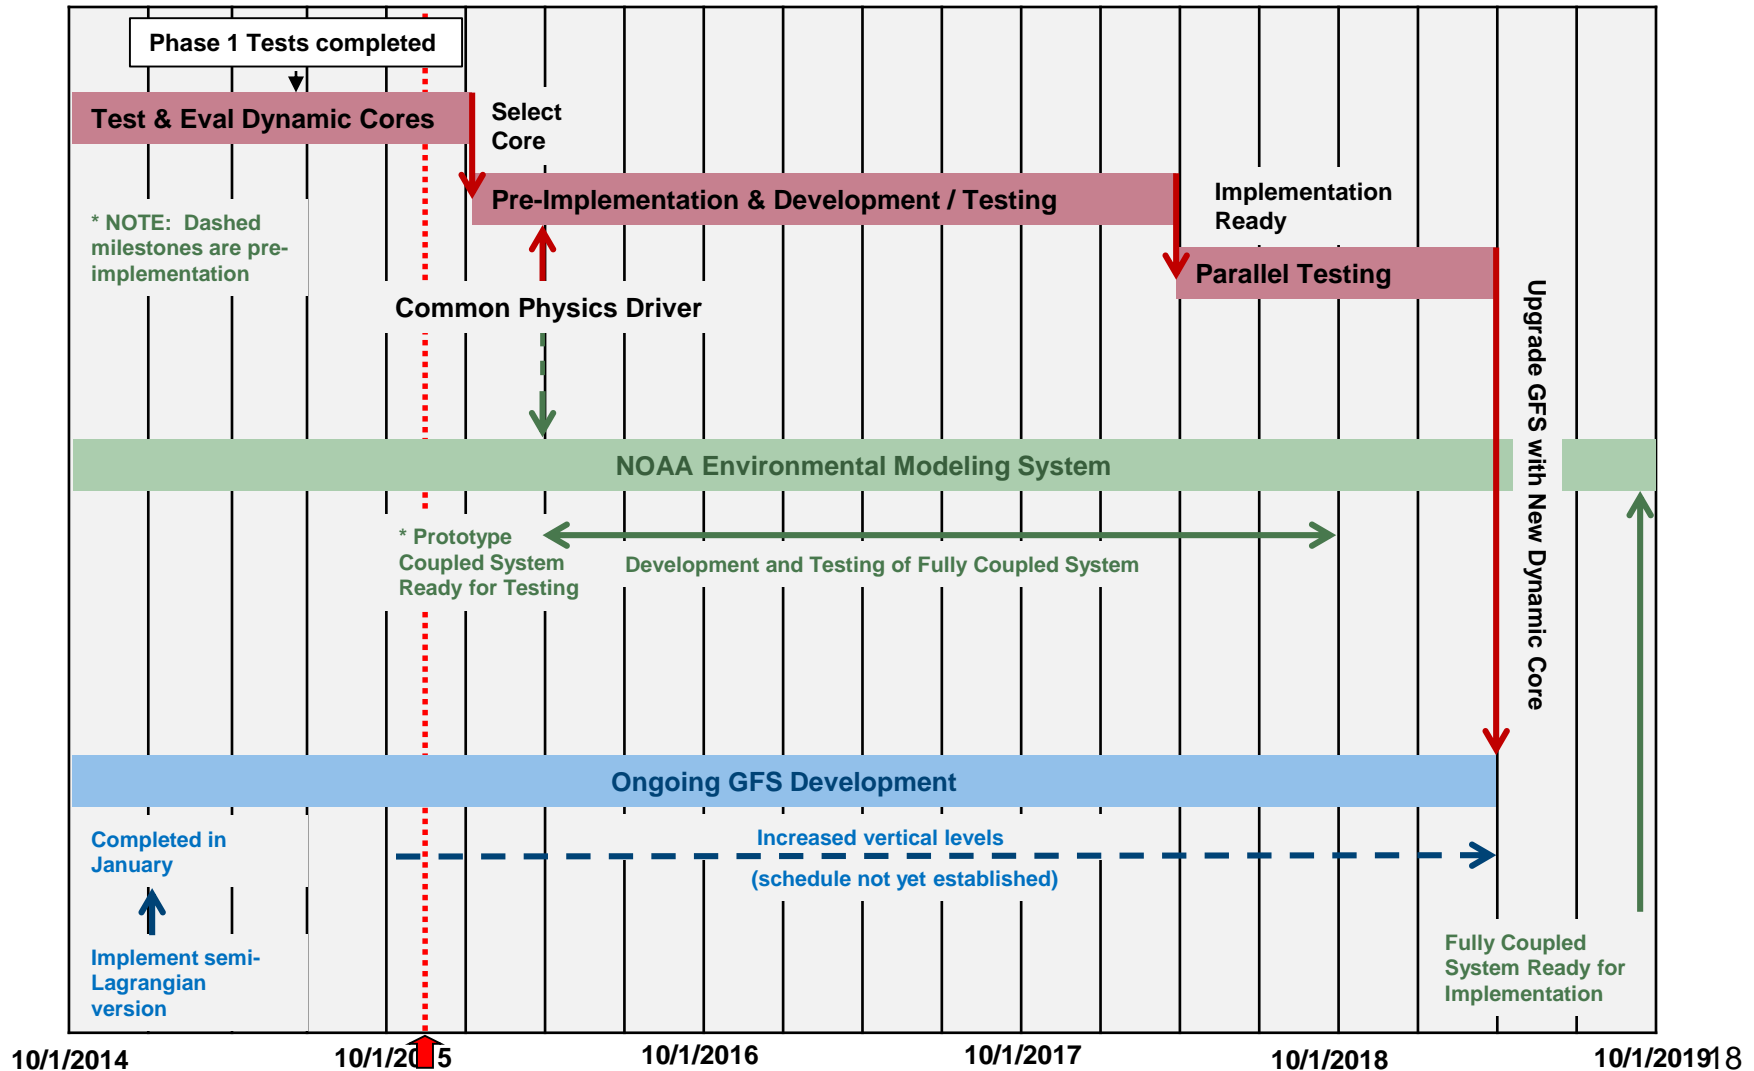 Phase 1 Tests completed
Test & Eval Dynamic Cores
Select
Core
Pre-Implementation & Development / Testing
Implementation
Ready
* NOTE:  Dashed
milestones are pre-
implementation
Parallel Testing
Common Physics Driver
Upgrade GFS with New Dynamic Core
NOAA Environmental Modeling System
* Prototype
Coupled System
Ready for Testing
Development and Testing of Fully Coupled System
Ongoing GFS Development
Completed in
January
Increased vertical levels
(schedule not yet established)
Implement semi-
Lagrangian
version
Fully Coupled
System Ready for
Implementation
10/1/2014
10/1/2015
10/1/2016
10/1/2017
10/1/2018
10/1/2019
18